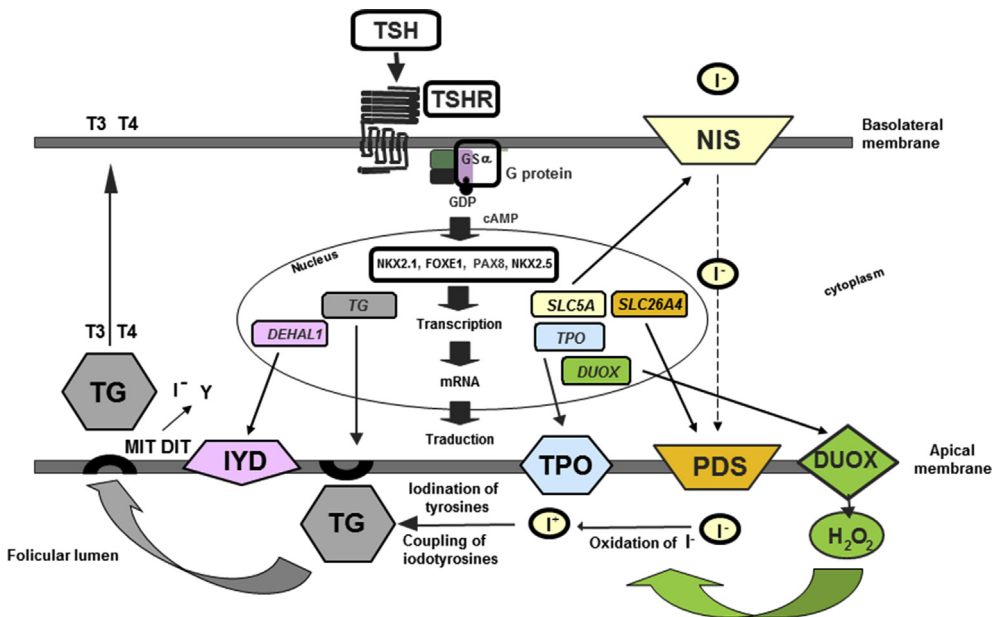 TSH
TSHR
I-
T3 T4
NIS
Basolateral
membrane
GSα
G protein
GDP
cAMP
Nucleus
NKX2.1, FOXE1, PAX8, NKX2.5
I-
cytoplasm
TG
SLC5A
SLC26A4
DEHAL1
Transcription
TPO
T3 T4
DUOX
mRNA
TG
I- Y
MIT DIT
Traduction
IYD
TPO
PDS
DUOX
Apical
membrane
TG
Iodination of
tyrosines
Coupling of
iodotyrosines
I+
Oxidation of I-
I-
H2O2
Folicular lumen